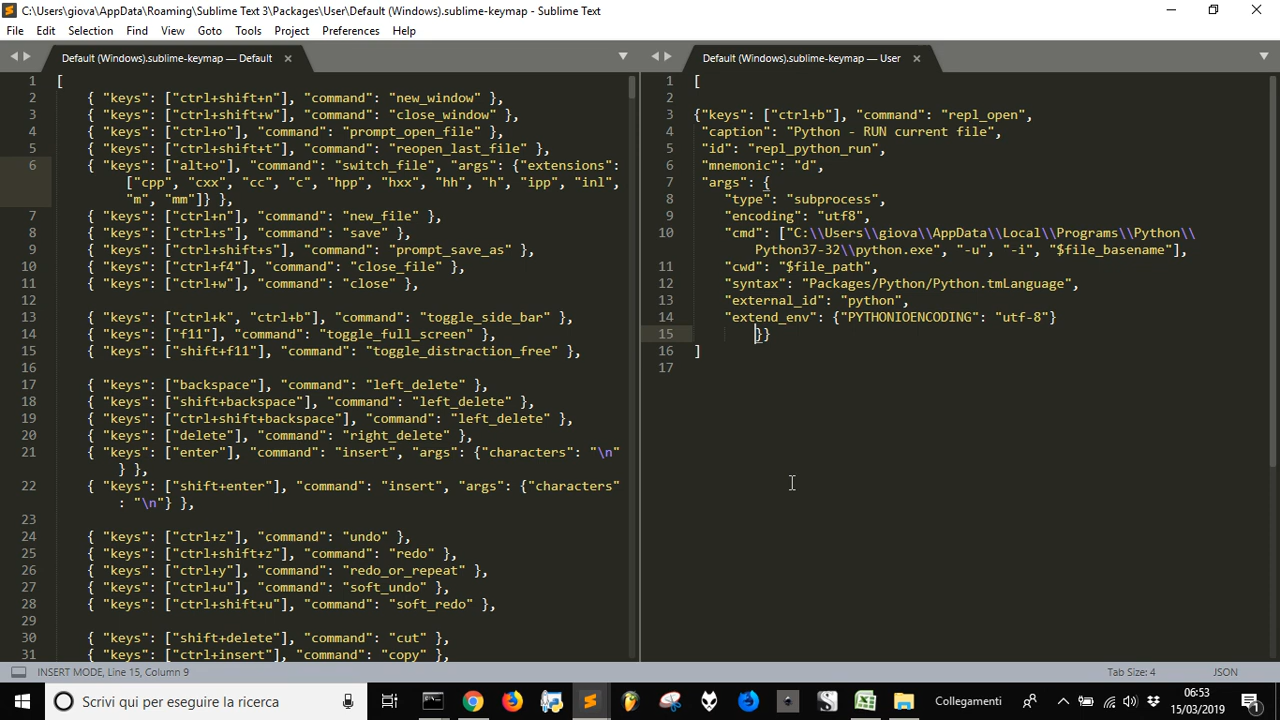 C:\Users\giova\AppData\Roaming\Sublime Text 3\Packages\User\Default (Windows).sublime-keymap - Sublime Text
File Edit Selection Find View Goto Tools Project Preferences Help
Default (Windows).sublime-keymap — Default ×
1 [
2 { "keys": ["ctrl+shift+n"], "command": "new_window" },
3 { "keys": ["ctrl+shift+w"], "command": "close_window" },
4 { "keys": ["ctrl+o"], "command": "prompt_open_file" },
5 { "keys": ["ctrl+shift+t"], "command": "reopen_last_file" },
6 { "keys": ["alt+o"], "command": "switch_file", "args": {"extensions":
["cpp", "cxx", "cc", "c", "hpp", "hxx", "hh", "h", "ipp", "inl",
"m", "mm"]} },
7 { "keys": ["ctrl+n"], "command": "new_file" },
8 { "keys": ["ctrl+s"], "command": "save" },
9 { "keys": ["ctrl+shift+s"], "command": "prompt_save_as" },
10 { "keys": ["ctrl+f4"], "command": "close_file" },
11 { "keys": ["ctrl+w"], "command": "close" },
12
13 { "keys": ["ctrl+k", "ctrl+b"], "command": "toggle_side_bar" },
14 { "keys": ["f11"], "command": "toggle_full_screen" },
15 { "keys": ["shift+f11"], "command": "toggle_distraction_free" },
16
17 { "keys": ["backspace"], "command": "left_delete" },
18 { "keys": ["shift+backspace"], "command": "left_delete" },
19 { "keys": ["ctrl+shift+backspace"], "command": "left_delete" },
20 { "keys": ["delete"], "command": "right_delete" },
21 { "keys": ["enter"], "command": "insert", "args": {"characters": "\n"
} },
22 { "keys": ["shift+enter"], "command": "insert", "args": {"characters"
: "\n"} },
23
24 { "keys": ["ctrl+z"], "command": "undo" },
25 { "keys": ["ctrl+shift+z"], "command": "redo" },
26 { "keys": ["ctrl+y"], "command": "redo_or_repeat" },
27 { "keys": ["ctrl+u"], "command": "soft_undo" },
28 { "keys": ["ctrl+shift+u"], "command": "soft_redo" },
29
30 { "keys": ["shift+delete"], "command": "cut" },
31 { "keys": ["ctrl+insert"], "command": "copy" },
Default (Windows).sublime-keymap — User ×
1 [
2
3 {"keys": ["ctrl+b"], "command": "repl_open",
4 "caption": "Python - RUN current file",
5 "id": "repl_python_run",
6 "mnemonic": "d",
7 "args": {
8 "type": "subprocess",
9 "encoding": "utf8",
10 "cmd": ["C:\\Users\\giova\\AppData\\Local\\Programs\\Python\\
Python37-32\\python.exe", "-u", "-i", "$file_basename"],
11 "cwd": "$file_path",
12 "syntax": "Packages/Python/Python.tmLanguage",
13 "external_id": "python",
14 "extend_env": {"PYTHONIOENCODING": "utf-8"}
15 }}
16 ]
17
INSERT MODE, Line 15, Column 9 Tab Size: 4 JSON
Scrivi qui per eseguire la ricerca Collegamenti 06:53
15/03/2019 1